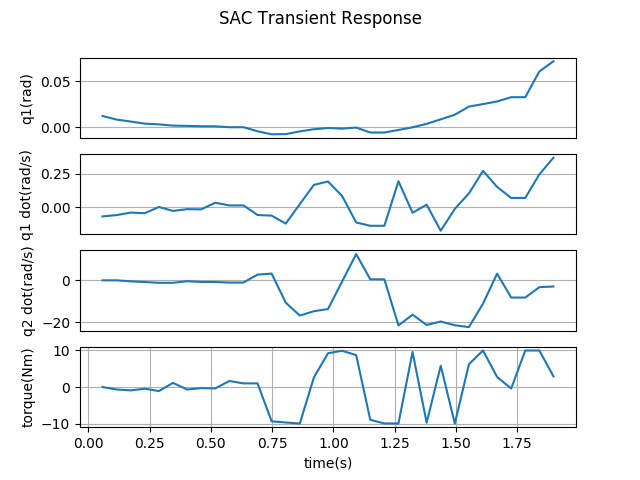 SAC Transient Response
q1(rad)
0.05
0.00
q1 dot(rad/s)
0.25
0.00
q2 dot(rad/s)
0
−20
torque(Nm)
10
0
−10
0.00 0.25 0.50 0.75 1.00 1.25 1.50 1.75
time(s)